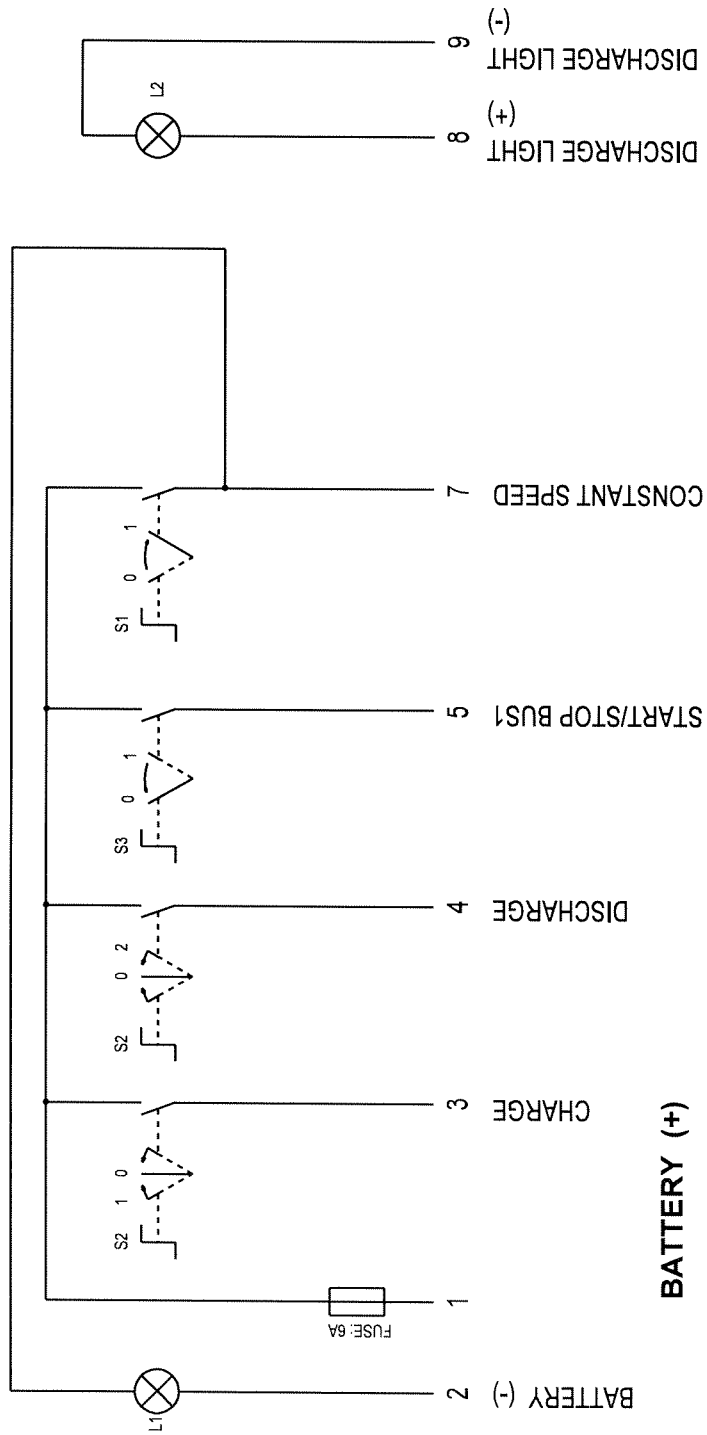 L1
2
BATTERY (-)
FUSE: 6A
1
BATTERY (+)
S2
1 0
3
CHARGE
S2
0 2
4
DISCHARGE
S3
0 1
5
START/STOP BUS1
S1
0 1
7
CONSTANT SPEED
L2
8
(+)
DISCHARGE LIGHT
9
(-)
DISCHARGE LIGHT